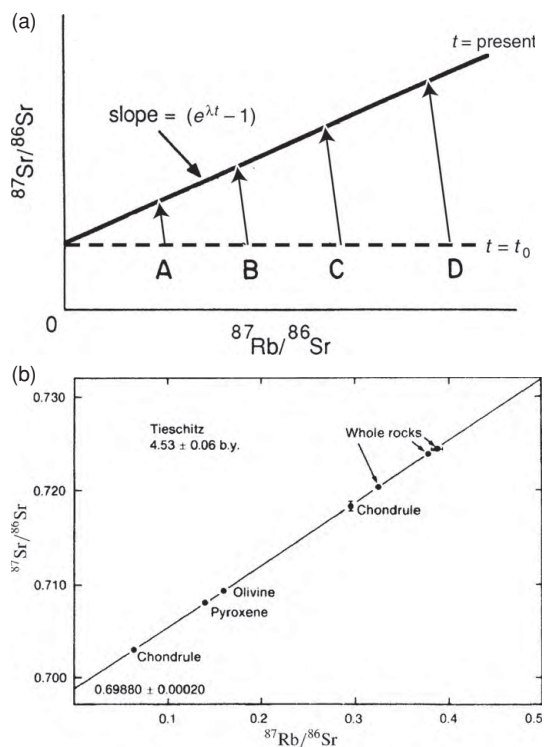 (a)
t = present
⁸⁷Sr/⁸⁶Sr
slope = (e^λt − 1)
t = t₀
A B C D
0
⁸⁷Rb/⁸⁶Sr
(b)
0.732
0.730
Tieschitz
4.53 ± 0.06 b.y.
Whole rocks
0.720
Chondrule
⁸⁷Sr/⁸⁶Sr
0.710
Olivine
Pyroxene
0.700
Chondrule
0.69880 ± 0.00020
0.1 0.2 0.3 0.4 0.5
⁸⁷Rb/⁸⁶Sr